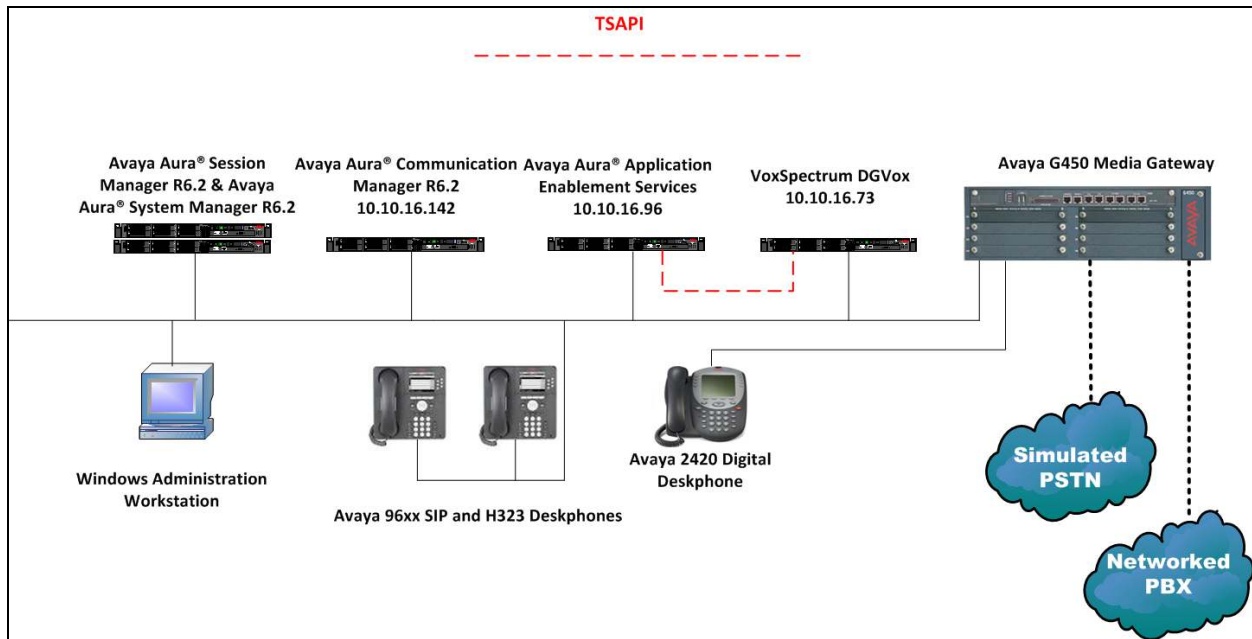 TSAPI
Avaya Aura® Session
Manager R6.2 & Avaya
Aura® System Manager R6.2
Avaya Aura® Communication
Manager R6.2
10.10.16.142
Avaya Aura® Application
Enablement Services
10.10.16.96
VoxSpectrum DGVox
10.10.16.73
Avaya G450 Media Gateway
AVAYA
Windows Administration
Workstation
Avaya 96xx SIP and H323 Deskphones
Avaya 2420 Digital
Deskphone
Simulated
PSTN
Networked
PBX